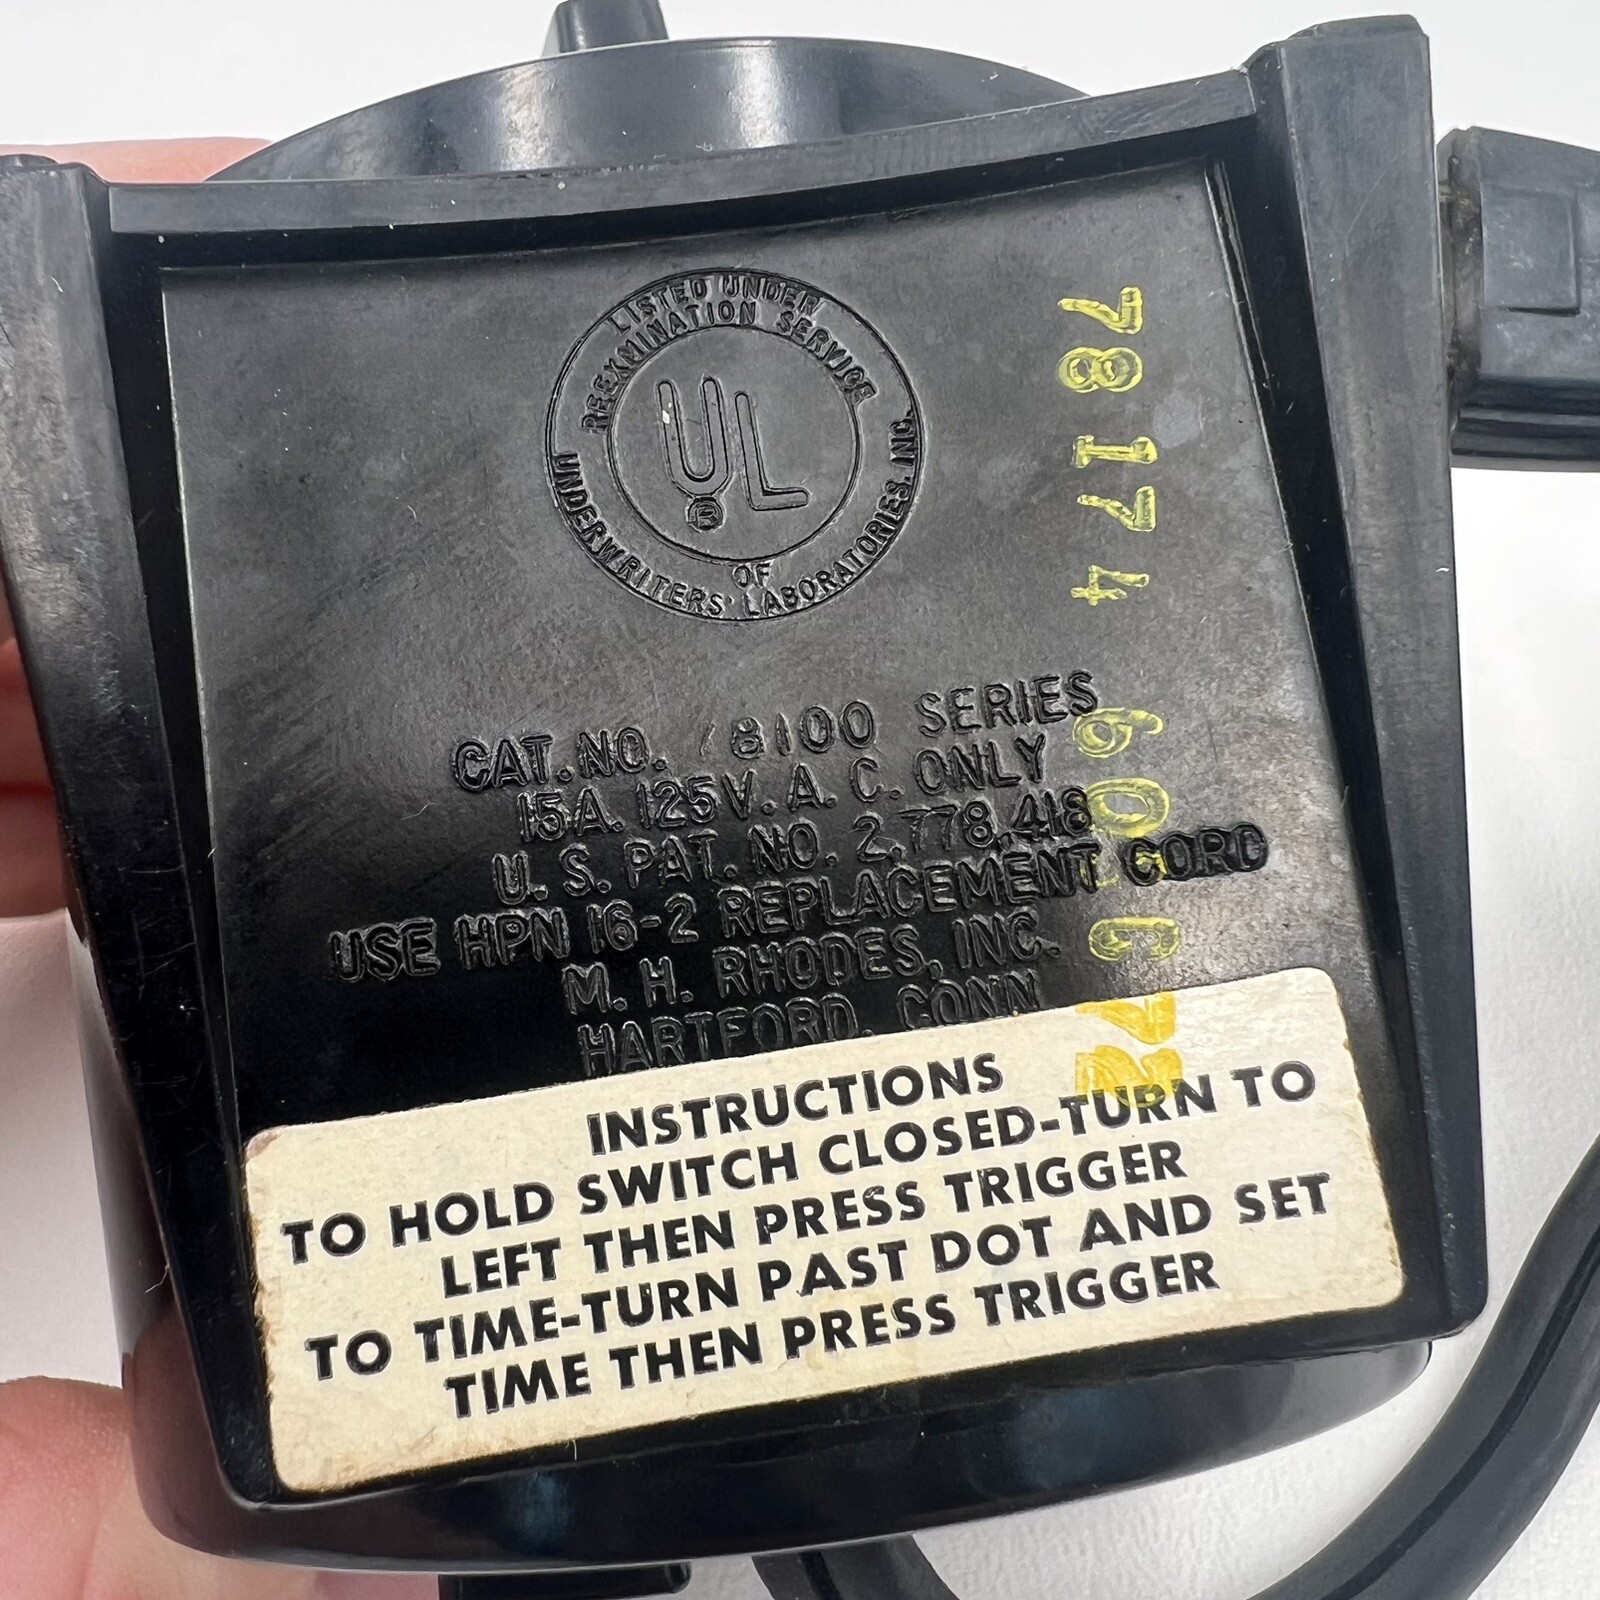 LISTED UNDER
REEXMINATION SERVICE
UL
®
OF
UNDERWRITERS' LABORATORIES, INC.
78174
CAT. NO. 78100 SERIES
15A. 125V. A. C. ONLY
U. S. PAT. NO. 2,778,418
USE HPN 16-2 REPLACEMENT CORD
M. H. RHODES, INC.
HARTFORD, CONN
INSTRUCTIONS
TO HOLD SWITCH CLOSED-TURN TO
LEFT THEN PRESS TRIGGER
TO TIME-TURN PAST DOT AND SET
TIME THEN PRESS TRIGGER